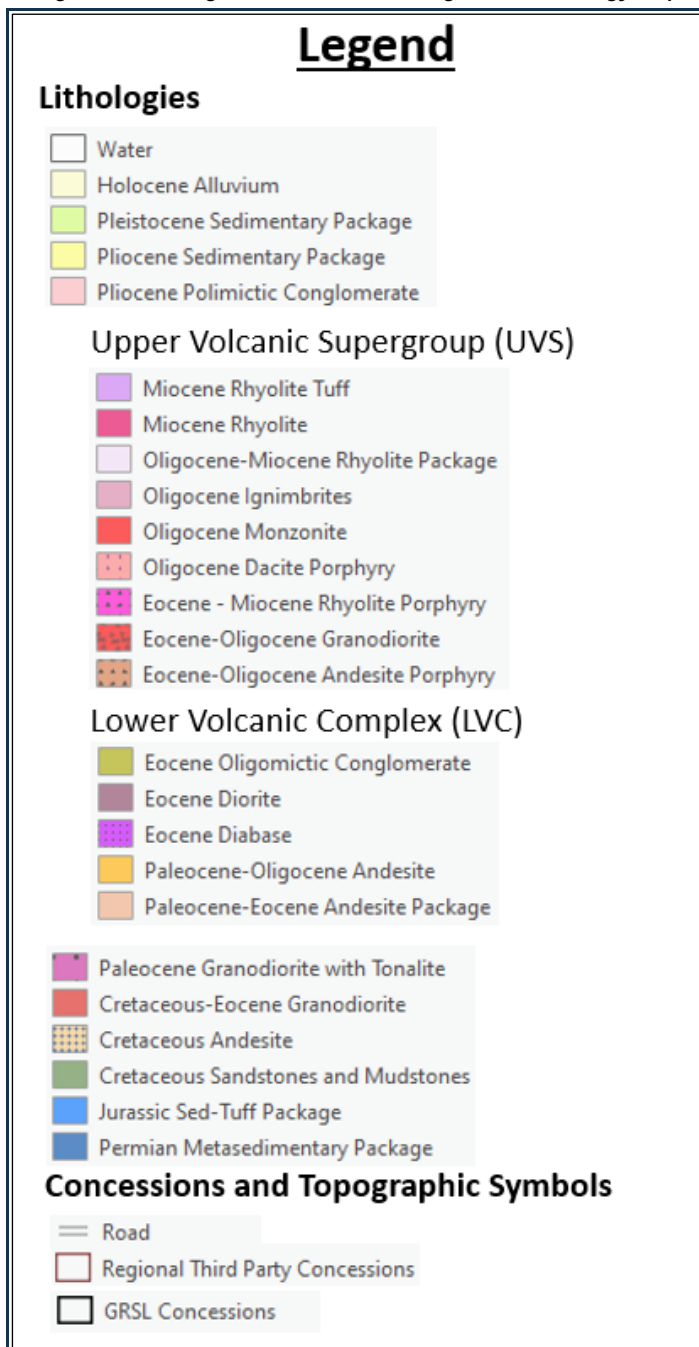 Legend
Lithologies
Water
Holocene Alluvium
Pleistocene Sedimentary Package
Pliocene Sedimentary Package
Pliocene Polimictic Conglomerate
Upper Volcanic Supergroup (UVS)
Miocene Rhyolite Tuff
Miocene Rhyolite
Oligocene-Miocene Rhyolite Package
Oligocene Ignimbrites
Oligocene Monzonite
Oligocene Dacite Porphyry
Eocene - Miocene Rhyolite Porphyry
Eocene-Oligocene Granodiorite
Eocene-Oligocene Andesite Porphyry
Lower Volcanic Complex (LVC)
Eocene Oligomictic Conglomerate
Eocene Diorite
Eocene Diabase
Paleocene-Oligocene Andesite
Paleocene-Eocene Andesite Package
Paleocene Granodiorite with Tonalite
Cretaceous-Eocene Granodiorite
Cretaceous Andesite
Cretaceous Sandstones and Mudstones
Jurassic Sed-Tuff Package
Permian Metasedimentary Package
Concessions and Topographic Symbols
Road
Regional Third Party Concessions
GRSL Concessions